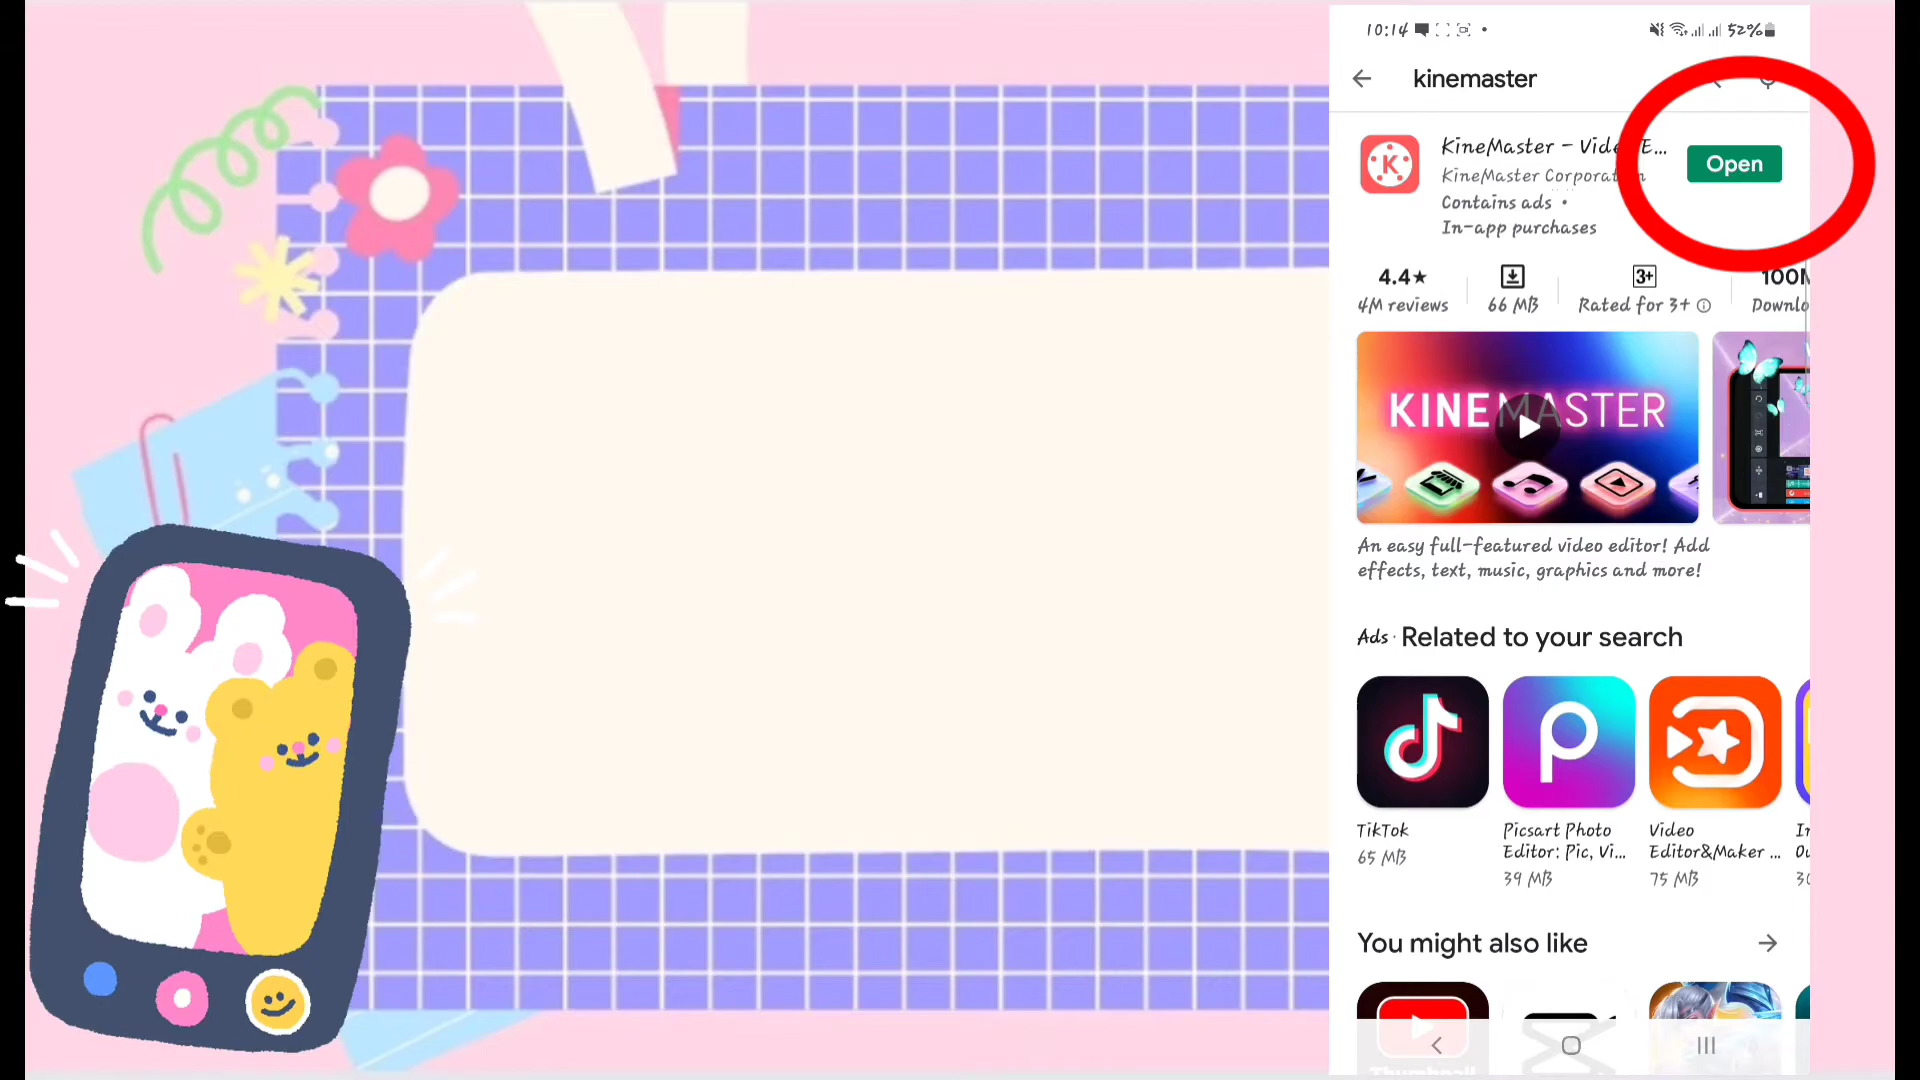 10:14
52%
kinemaster
KineMaster - Vide E...
KineMaster Corporat n
Open
Contains ads •
In-app purchases
4.4★
3+
100M
4M reviews
66 MB
Rated for 3+
Downlo
KINEMASTER
An easy full-featured video editor! Add
effects, text, music, graphics and more!
Ads · Related to your search
TikTok
65 MB
Picsart Photo
Editor: Pic, Vi...
39 MB
Video
Editor&Maker ...
75 MB
You might also like